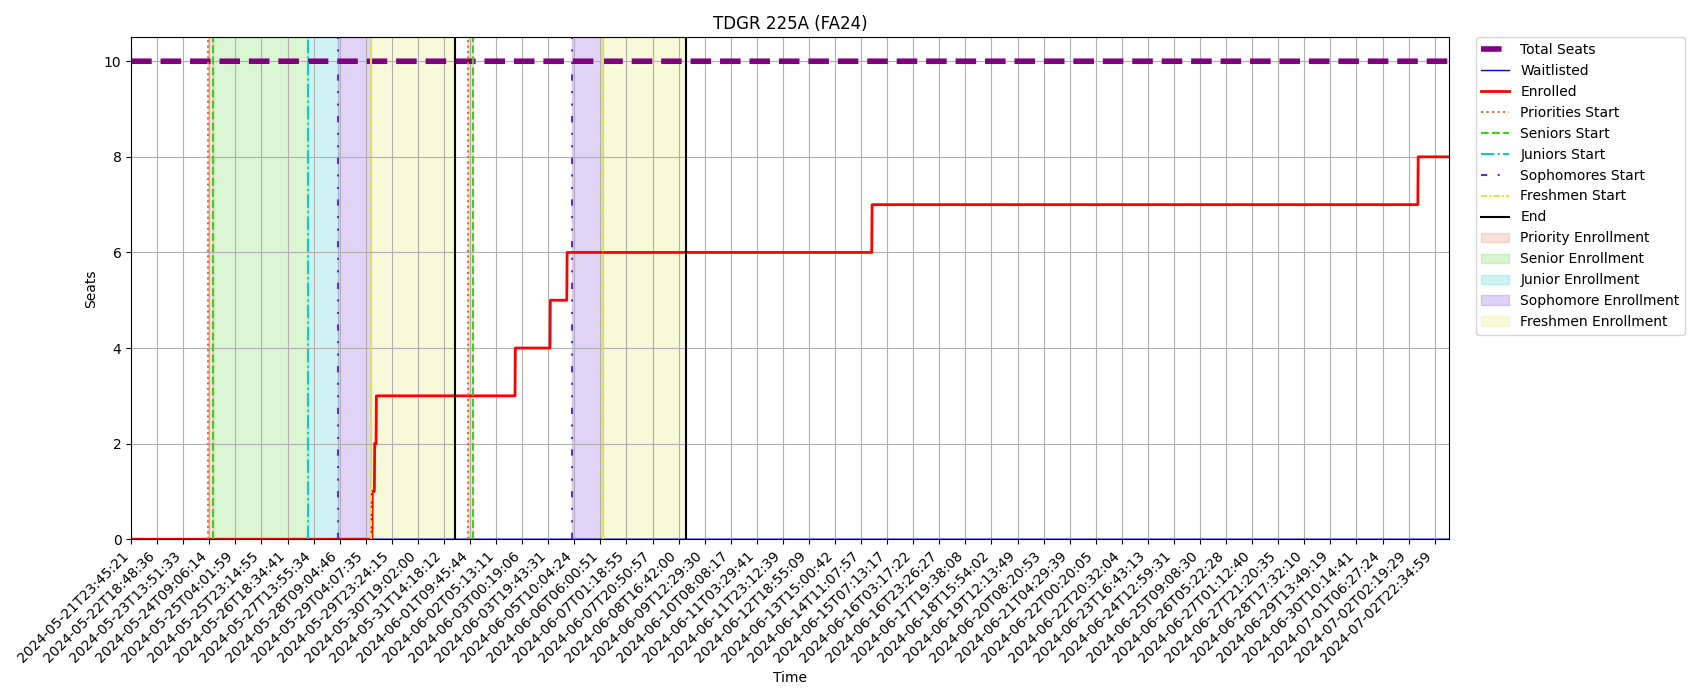 TDGR 225A (FA24)
10
8
6
4
2
0
Seats
2024-05-21T23:45:21
2024-05-22T18:48:36
2024-05-23T13:51:33
2024-05-24T09:06:14
2024-05-25T04:01:59
2024-05-25T23:14:55
2024-05-26T18:34:41
2024-05-27T13:55:34
2024-05-28T09:04:46
2024-05-29T04:07:35
2024-05-29T23:24:15
2024-05-30T19:02:00
2024-05-31T14:18:12
2024-06-01T09:45:44
2024-06-02T05:13:11
2024-06-03T00:19:06
2024-06-03T19:43:31
2024-06-05T10:04:24
2024-06-06T06:00:51
2024-06-07T01:18:55
2024-06-07T20:50:57
2024-06-08T16:42:00
2024-06-09T12:29:30
2024-06-10T08:08:17
2024-06-11T03:29:41
2024-06-11T23:12:39
2024-06-12T18:55:09
2024-06-13T15:00:42
2024-06-14T11:07:57
2024-06-15T07:13:17
2024-06-16T03:17:22
2024-06-16T23:26:27
2024-06-17T19:38:08
2024-06-18T15:54:02
2024-06-19T12:13:49
2024-06-20T08:20:53
2024-06-21T04:29:39
2024-06-22T00:20:05
2024-06-22T20:32:04
2024-06-23T16:43:13
2024-06-24T12:59:31
2024-06-25T09:08:30
2024-06-26T05:22:28
2024-06-27T01:12:40
2024-06-27T21:20:35
2024-06-28T17:32:10
2024-06-29T13:49:19
2024-06-30T10:14:41
2024-07-01T06:27:24
2024-07-02T02:19:29
2024-07-02T22:34:59
Time
Total Seats
Waitlisted
Enrolled
Priorities Start
Seniors Start
Juniors Start
Sophomores Start
Freshmen Start
End
Priority Enrollment
Senior Enrollment
Junior Enrollment
Sophomore Enrollment
Freshmen Enrollment